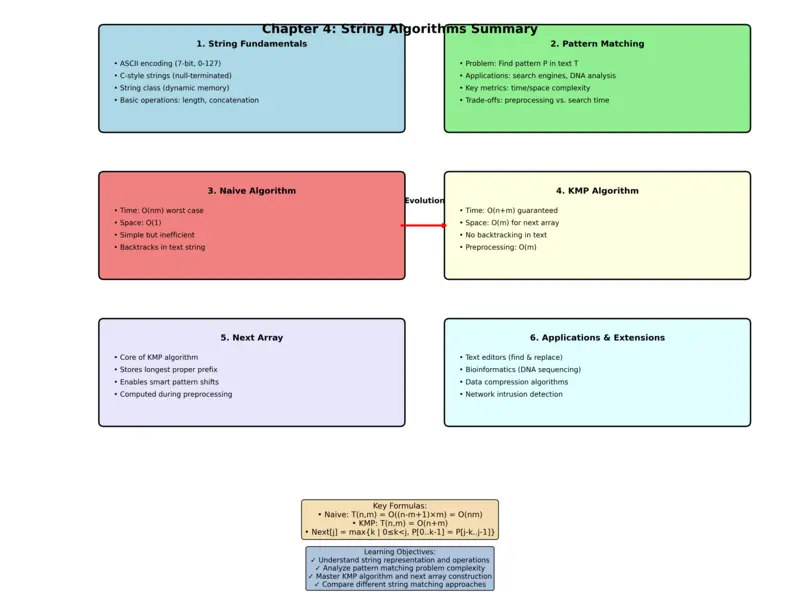 Chapter 4: String Algorithms Summary
1. String Fundamentals
• ASCII encoding (7-bit, 0-127)
• C-style strings (null-terminated)
• String class (dynamic memory)
• Basic operations: length, concatenation
2. Pattern Matching
• Problem: Find pattern P in text T
• Applications: search engines, DNA analysis
• Key metrics: time/space complexity
• Trade-offs: preprocessing vs. search time
3. Naive Algorithm
• Time: O(nm) worst case
• Space: O(1)
• Simple but inefficient
• Backtracks in text string
Evolution
4. KMP Algorithm
• Time: O(n+m) guaranteed
• Space: O(m) for next array
• No backtracking in text
• Preprocessing: O(m)
5. Next Array
• Core of KMP algorithm
• Stores longest proper prefix
• Enables smart pattern shifts
• Computed during preprocessing
6. Applications & Extensions
• Text editors (find & replace)
• Bioinformatics (DNA sequencing)
• Data compression algorithms
• Network intrusion detection
Key Formulas:
• Naive: T(n,m) = O((n-m+1)×m) = O(nm)
• KMP: T(n,m) = O(n+m)
• Next[j] = max{k | 0≤k<j, P[0..k-1] = P[j-k..j-1]}
Learning Objectives:
✓ Understand string representation and operations
✓ Analyze pattern matching problem complexity
✓ Master KMP algorithm and next array construction
✓ Compare different string matching approaches